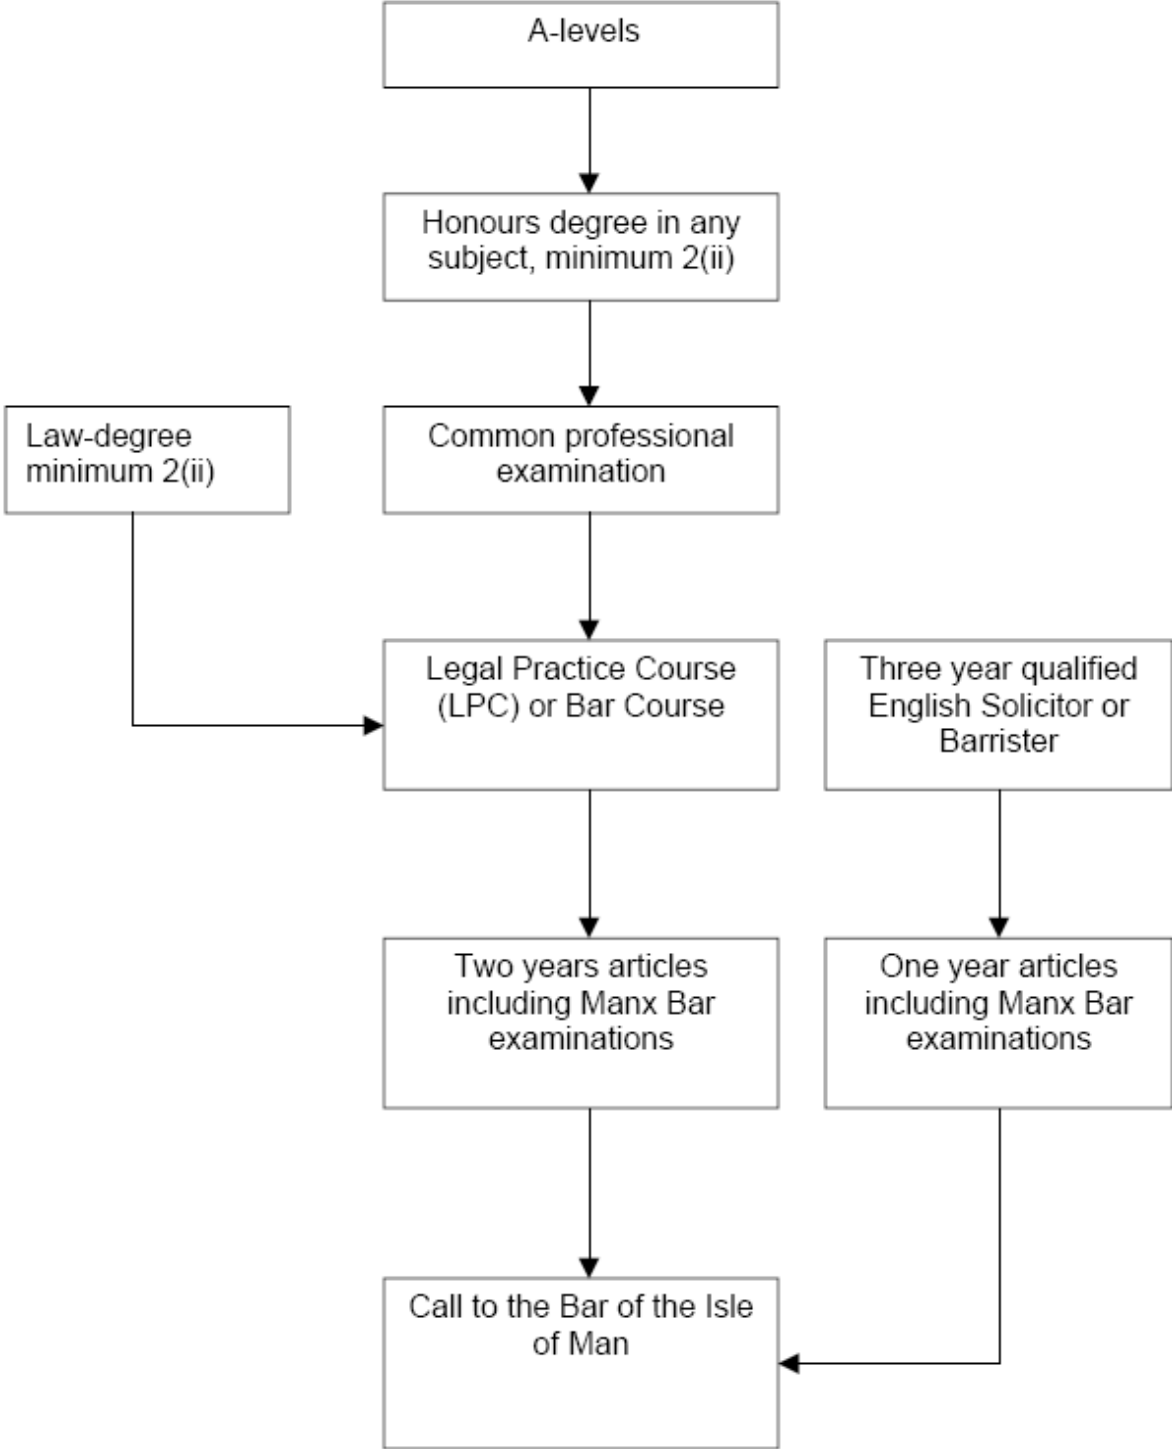 A-levels
Honours degree in any
subject, minimum 2(ii)
Law-degree
minimum 2(ii)
Common professional
examination
Legal Practice Course
(LPC) or Bar Course
Three year qualified
English Solicitor or
Barrister
Two years articles
including Manx Bar
examinations
One year articles
including Manx Bar
examinations
Call to the Bar of the Isle
of Man